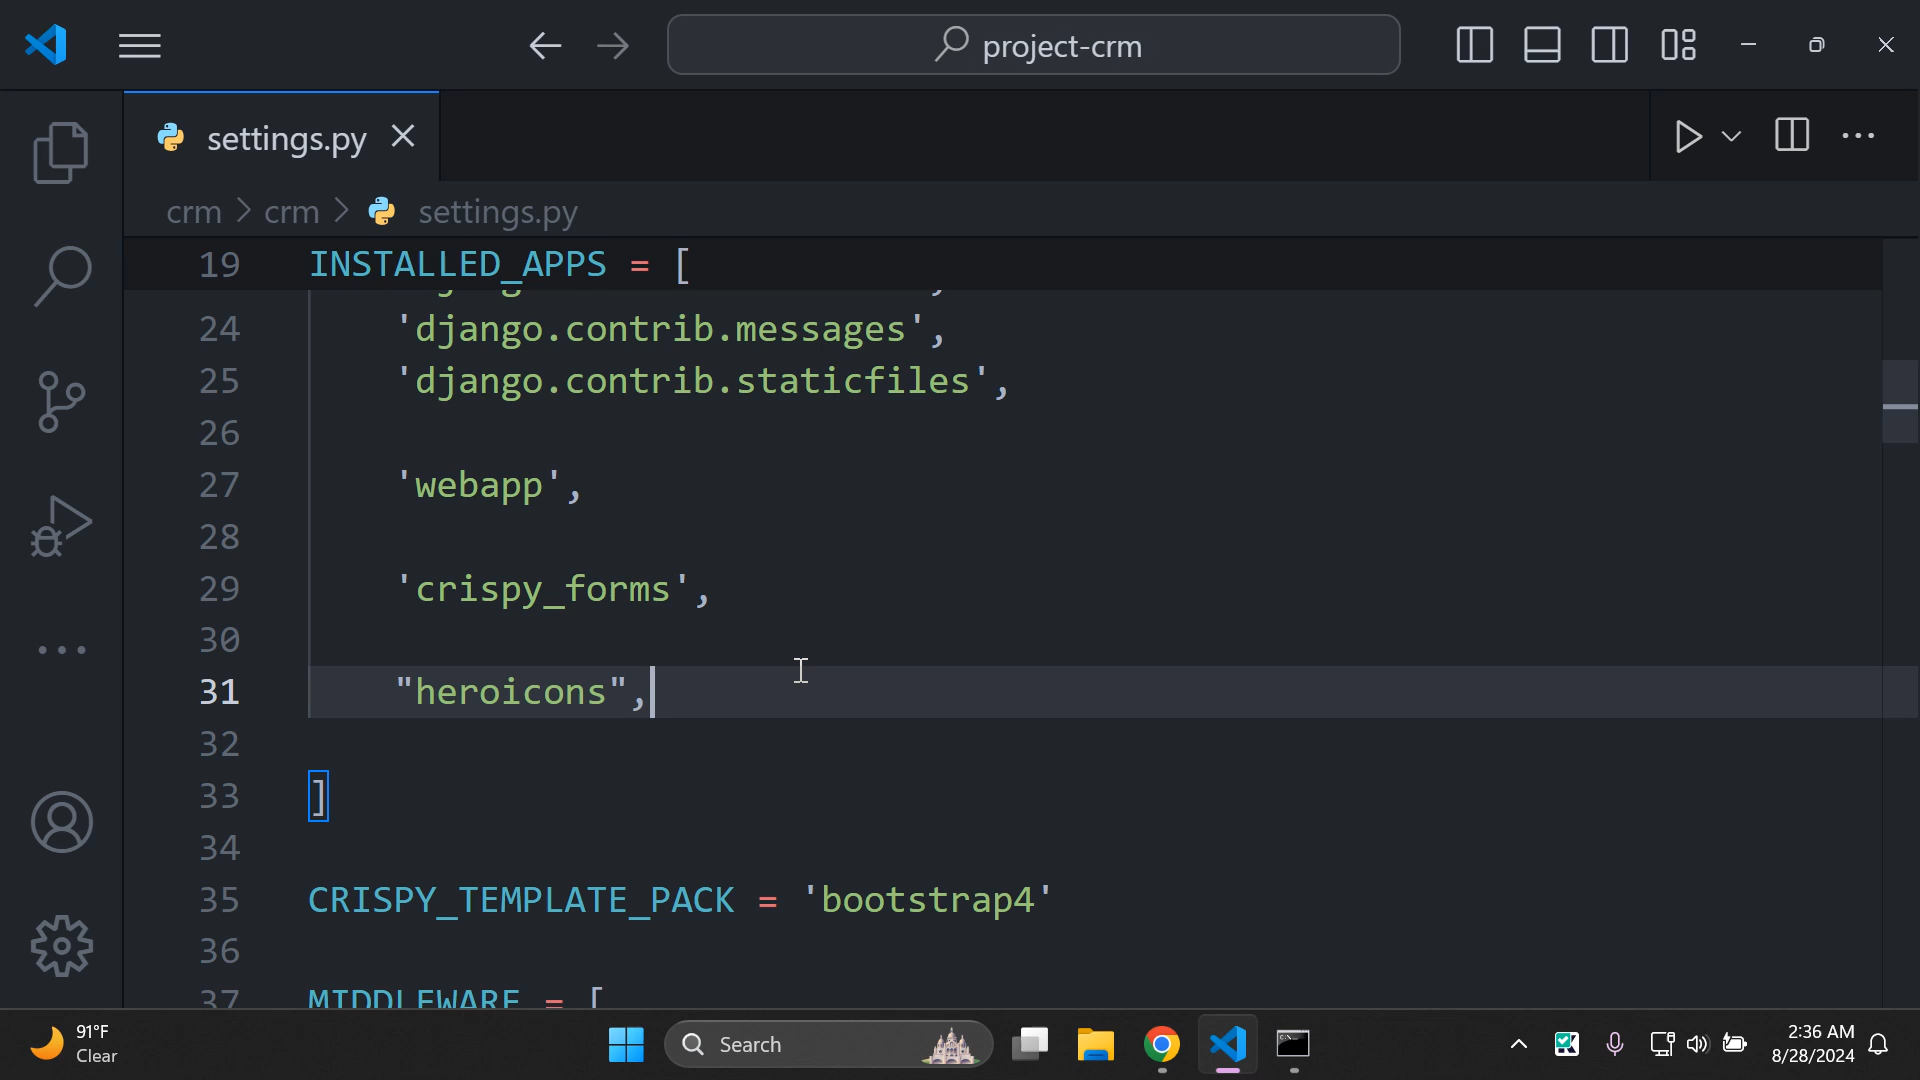 project-crm
settings.py
crm > crm > settings.py
19 INSTALLED_APPS = [
24 'django.contrib.messages',
25 'django.contrib.staticfiles',
26
27 'webapp',
28
29 'crispy_forms',
30
31 "heroicons",
32
33 ]
34
35 CRISPY_TEMPLATE_PACK = 'bootstrap4'
36
37 MIDDLEWARE = [
91°F
Clear
Search
2:36 AM
8/28/2024